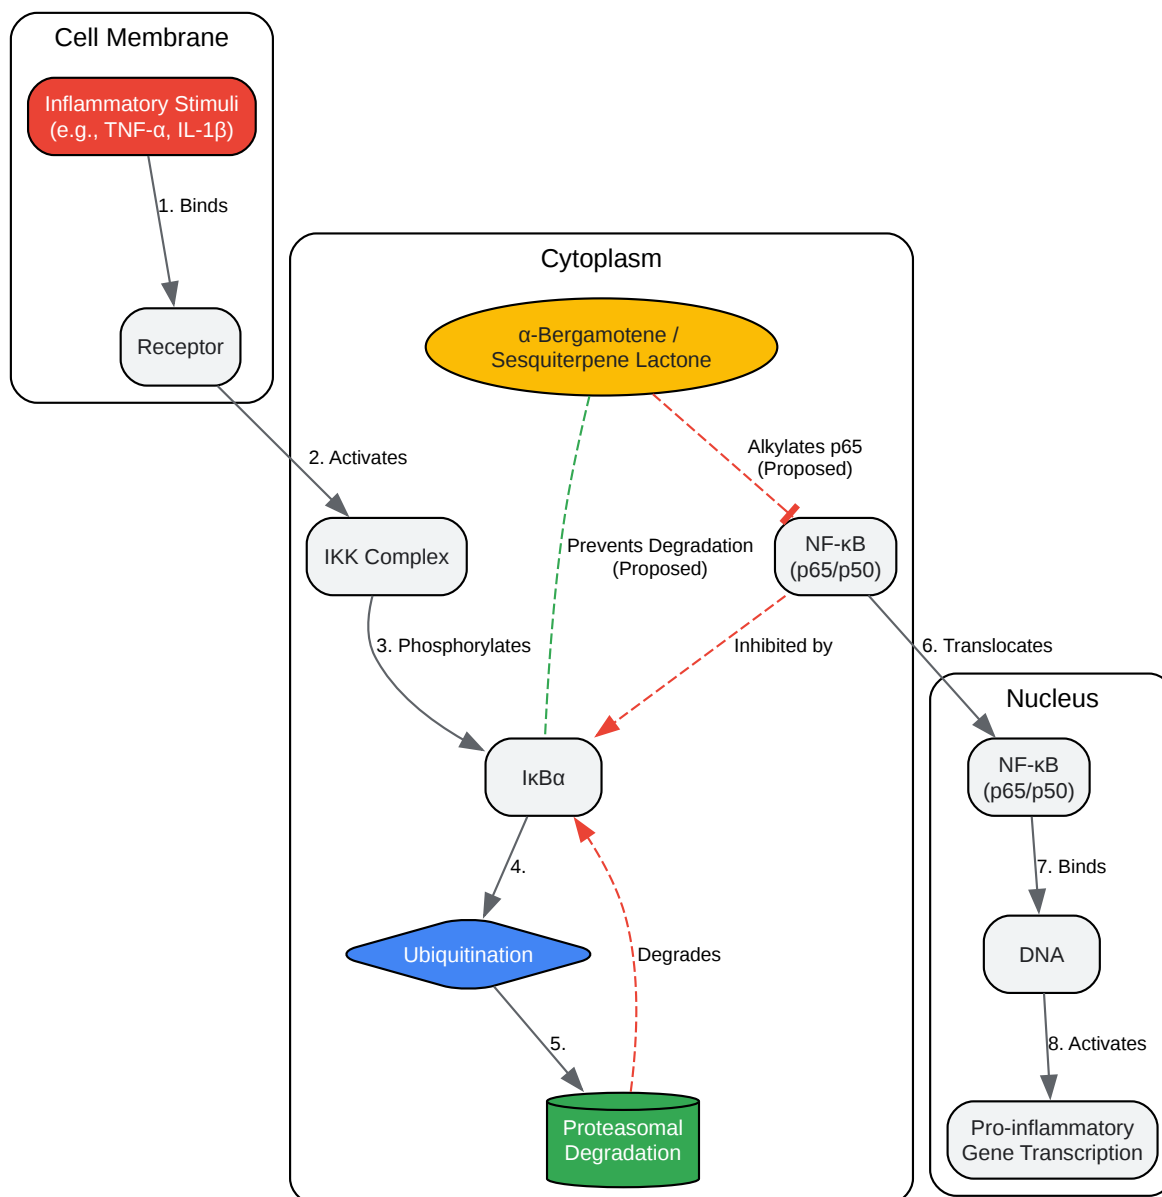 Cell Membrane
Inflammatory Stimuli
(e.g., TNF-α, IL-1β)
1. Binds
Receptor
2. Activates
Cytoplasm
α-Bergamotene /
Sesquiterpene Lactone
Alkylates p65
(Proposed)
IKK Complex
Prevents Degradation
(Proposed)
NF-κB
(p65/p50)
3. Phosphorylates
Inhibited by
6. Translocates
IκBα
4.
Ubiquitination
Degrades
5.
Proteasomal
Degradation
Nucleus
NF-κB
(p65/p50)
7. Binds
DNA
8. Activates
Pro-inflammatory
Gene Transcription